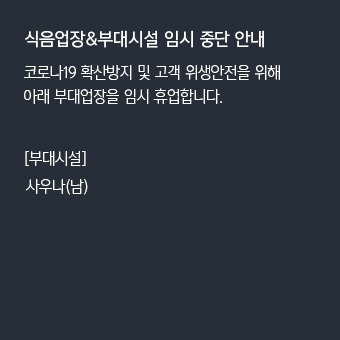 식음업장&부대시설 임시 중단 안내
코로나19 확산방지 및 고객 위생안전을 위해
아래 부대업장을 임시 휴업합니다.
[부대시설]
사우나(남)